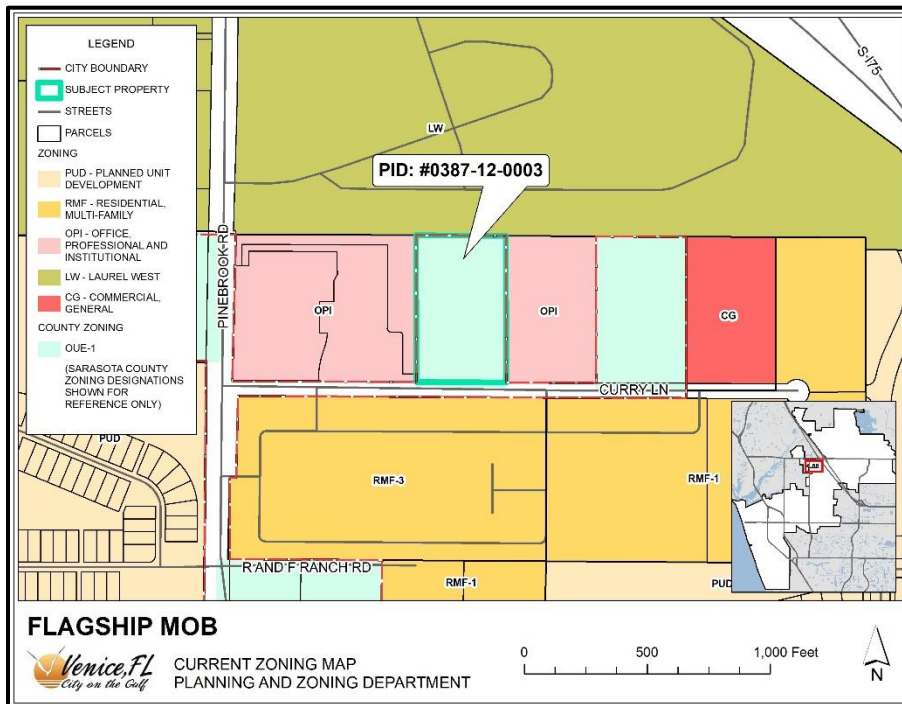 LEGEND
CITY BOUNDARY
SUBJECT PROPERTY
STREETS
PARCELS
ZONING
PUD - PLANNED UNIT
DEVELOPMENT
RMF - RESIDENTIAL,
MULTI-FAMILY
OPI - OFFICE,
PROFESSIONAL AND
INSTITUTIONAL
LW - LAUREL WEST
CG - COMMERCIAL,
GENERAL
COUNTY ZONING
OUE-1
(SARASOTA COUNTY
ZONING DESIGNATIONS
SHOWN FOR
REFERENCE ONLY)
S-I75
LW
PID: #0387-12-0003
PINEBROOK RD
OPI
OPI
CG
CURRY LN
PUD
RMF-3
RMF-1
R AND F RANCH RD
RMF-1
PUD
FLAGSHIP MOB
Venice, FL
City on the Gulf
CURRENT ZONING MAP
PLANNING AND ZONING DEPARTMENT
0 500 1,000 Feet
N